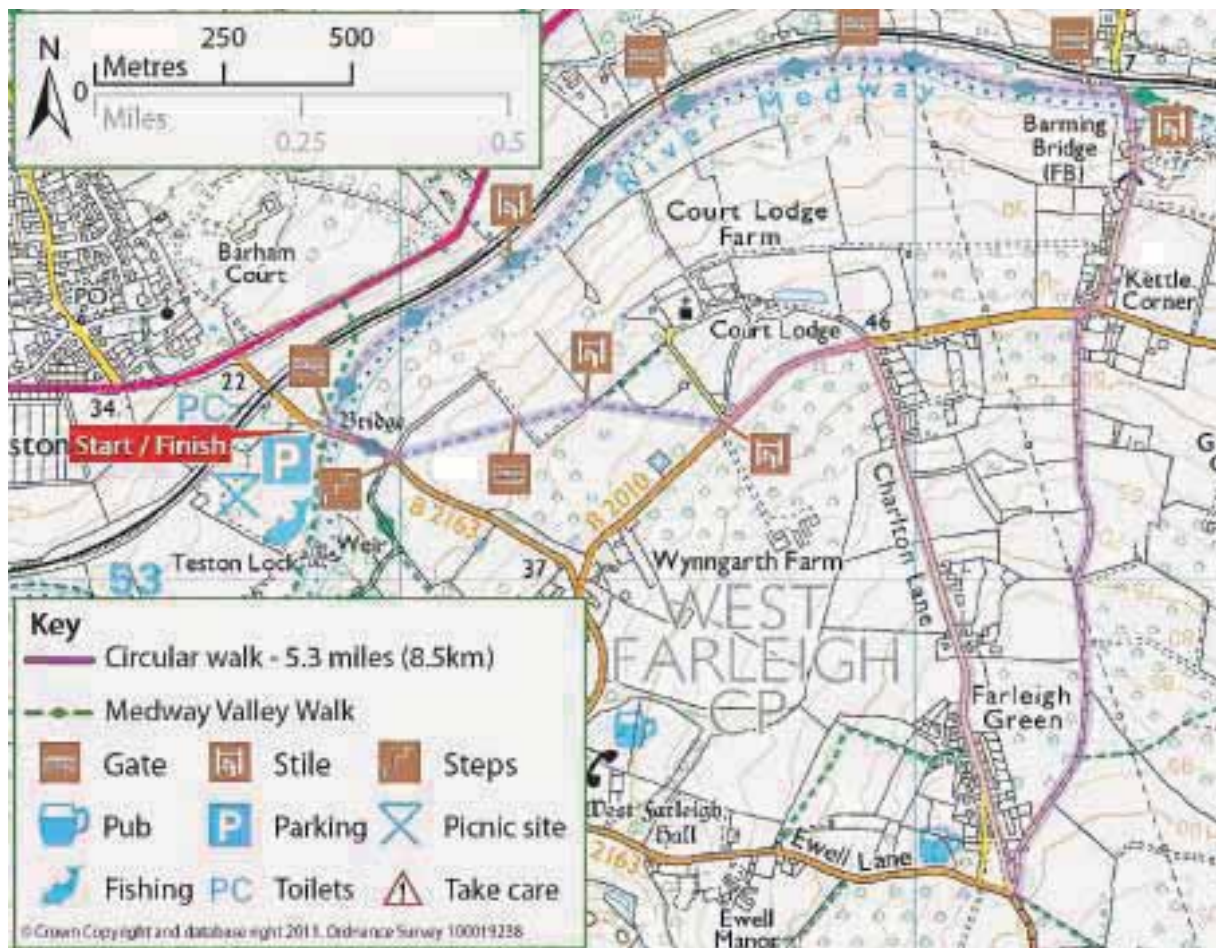 N
250
500
Metres
0
Miles
0.25
0.5
River Medway
7
Barming
Bridge
(FB)
Court Lodge
Farm
Barham
Court
PO
Kettle
Corner
Court Lodge
46
22
34
PC
Bridge
Start / Finish
P
B 2163
B 2010
Charlton Lane
Teston Lock
Weir
37
Wynngarth Farm
53
WEST
FARLEIGH
CP
Farleigh
Green
West Farleigh
Hall
Ewell Lane
2163
Ewell
Manor
Key
Circular walk - 5.3 miles (8.5km)
Medway Valley Walk
Gate
Stile
Steps
Pub
P
Parking
Picnic site
Fishing
PC
Toilets
Take care
© Crown Copyright and database right 2011. Ordnance Survey 100019238